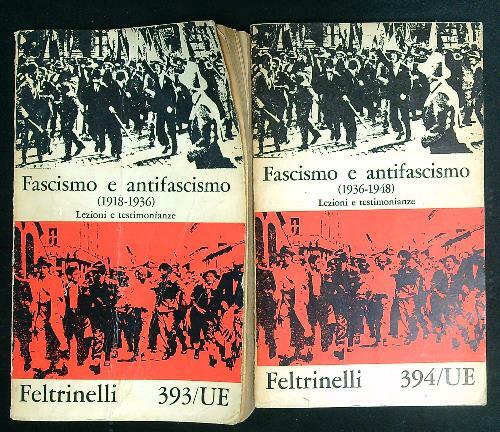 Fascismo e antifascismo
(1918-1936)
Lezioni e testimonianze
Feltrinelli 393/UE
Fascismo e antifascismo
(1936-1948)
Lezioni e testimonianze
Feltrinelli 394/UE